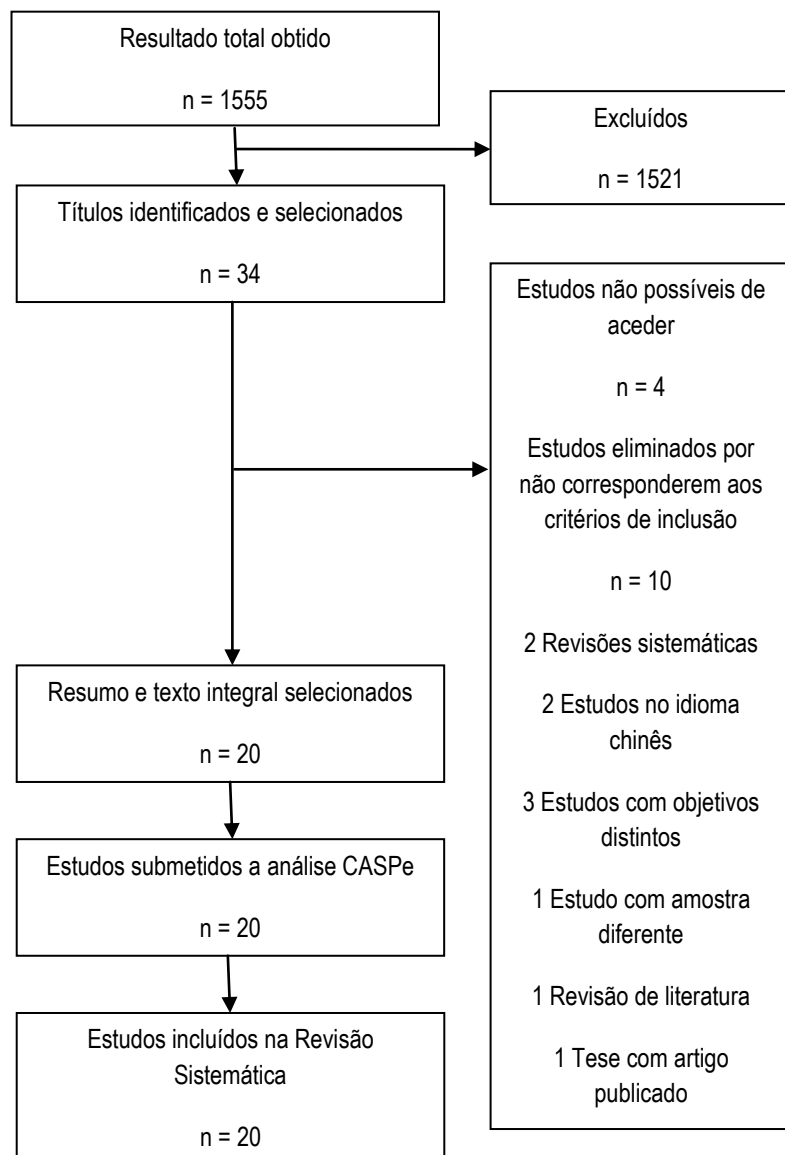 Resultado total obtido
n = 1555
Excluídos
n = 1521
Títulos identificados e selecionados
n = 34
Estudos não possíveis de
aceder
n = 4
Estudos eliminados por
não corresponderem aos
critérios de inclusão
n = 10
2 Revisões sistemáticas
2 Estudos no idioma
chinês
3 Estudos com objetivos
distintos
1 Estudo com amostra
diferente
1 Revisão de literatura
1 Tese com artigo
publicado
Resumo e texto integral selecionados
n = 20
Estudos submetidos a análise CASPe
n = 20
Estudos incluídos na Revisão
Sistemática
n = 20